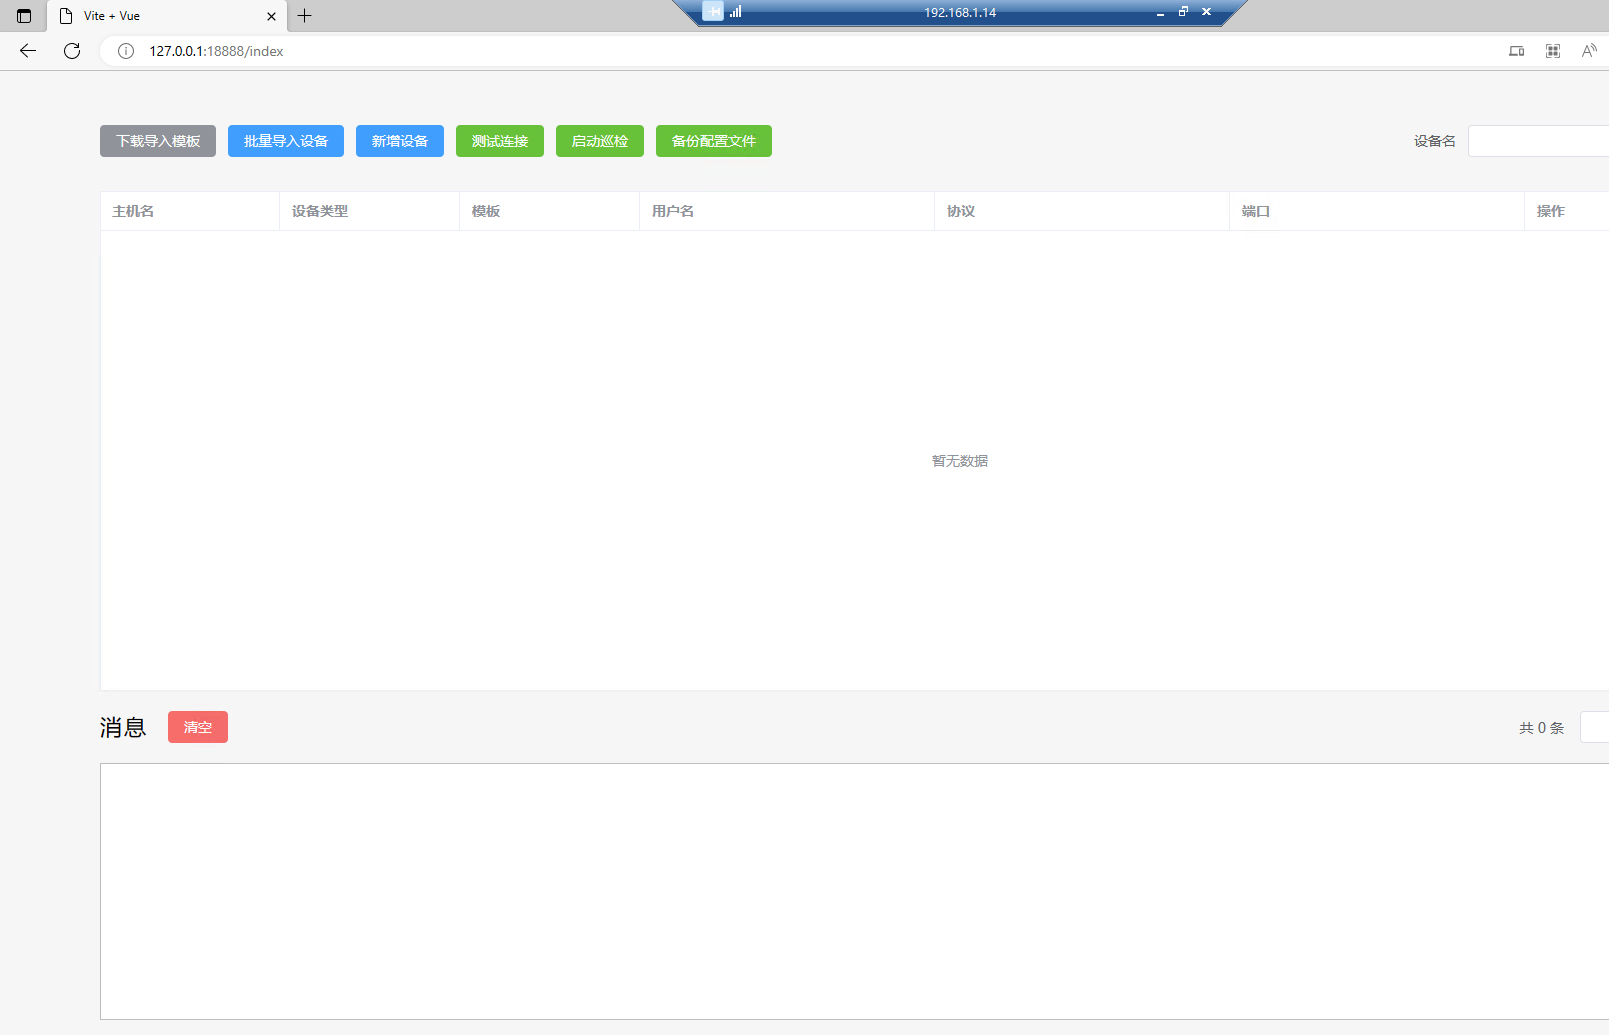 Vite + Vue
192.168.1.14
127.0.0.1:18888/index
下载导入模板 批量导入设备 新增设备 测试连接 启动巡检 备份配置文件 设备名
主机名 设备类型 模板 用户名 协议 端口 操作
暂无数据
消息 清空 共 0 条